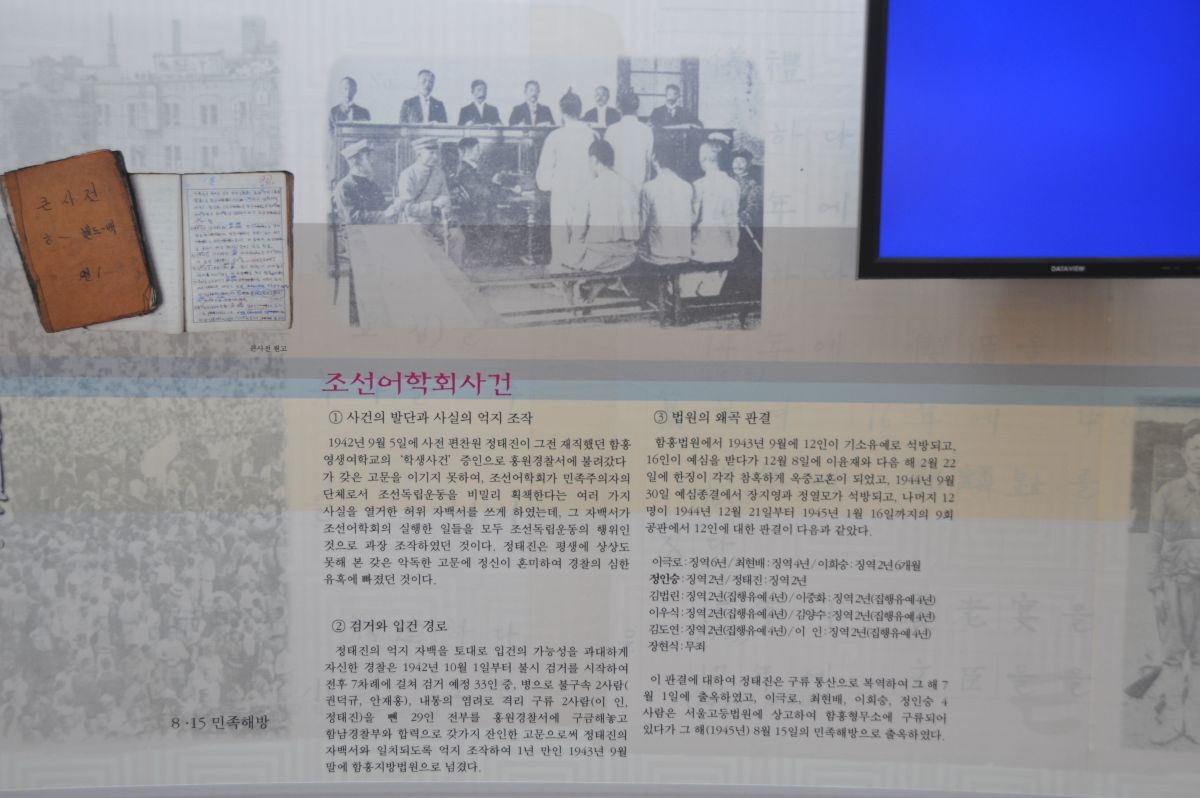 큰사전
큰사전 원고
DATAVIEW
조선어학회사건
① 사건의 발단과 사실의 억지 조작
1942년 9월 5일에 사전 편찬원 정태진이 그전 재직했던 함흥
영생여학교의 '학생사건' 증인으로 홍원경찰서에 불려갔다
가 갖은 고문을 이기지 못하여, 조선어학회가 민족주의자의
단체로서 조선독립운동을 비밀리 획책한다는 여러 가지
사실을 열거한 허위 자백서를 쓰게 하였는데, 그 자백서가
조선어학회의 실행한 일들을 모두 조선독립운동의 행위인
것으로 과장 조작하였던 것이다. 정태진은 평생에 상상도
못해 본 갖은 악독한 고문에 정신이 혼미하여 경찰의 심한
유혹에 빠졌던 것이다.
② 검거와 입건 경로
정태진의 억지 자백을 토대로 입건의 가능성을 과대하게
자신한 경찰은 1942년 10월 1일부터 불시 검거를 시작하여
전후 7차례에 걸쳐 검거 예정 33인 중, 병으로 불구속 2사람(
권덕규, 안재홍), 내통의 염려로 격리 구류 2사람(이 인,
정태진)을 뺀 29인 전부를 홍원경찰서에 구금해놓고
함남경찰부와 합력으로 갖가지 잔인한 고문으로써 정태진의
자백서와 일치되도록 억지 조작하여 1년 만인 1943년 9월
말에 함흥지방법원으로 넘겼다.
③ 법원의 왜곡 판결
함흥법원에서 1943년 9월에 12인이 기소유예로 석방되고,
16인이 예심을 받다가 12월 8일에 이윤재와 다음 해 2월 22
일에 한징이 각각 참혹하게 옥중고혼이 되었고, 1944년 9월
30일 예심종결에서 장지영과 정열모가 석방되고, 나머지 12
명이 1944년 12월 21일부터 1945년 1월 16일까지의 9회
공판에서 12인에 대한 판결이 다음과 같았다.
이극로 : 징역 6년 / 최현배 : 징역 4년 / 이희승 : 징역 2년 6개월
정인승 : 징역 2년 / 정태진 : 징역 2년
김법린 : 징역 2년(집행유예 4년) / 이중화 : 징역 2년(집행유예 4년)
이우식 : 징역 2년(집행유예 4년) / 김양수 : 징역 2년(집행유예 4년)
김도연 : 징역 2년(집행유예 4년) / 이 인 : 징역 2년(집행유예 4년)
장현식 : 무죄
이 판결에 대하여 정태진은 구류 통산으로 복역하여 그 해 7
월 1일에 출옥하였고, 이극로, 최현배, 이희승, 정인승 4
사람은 서울고등법원에 상고하여 함흥형무소에 구류되어
있다가 그 해(1945년) 8월 15일의 민족해방으로 출옥하였다.
8·15 민족해방